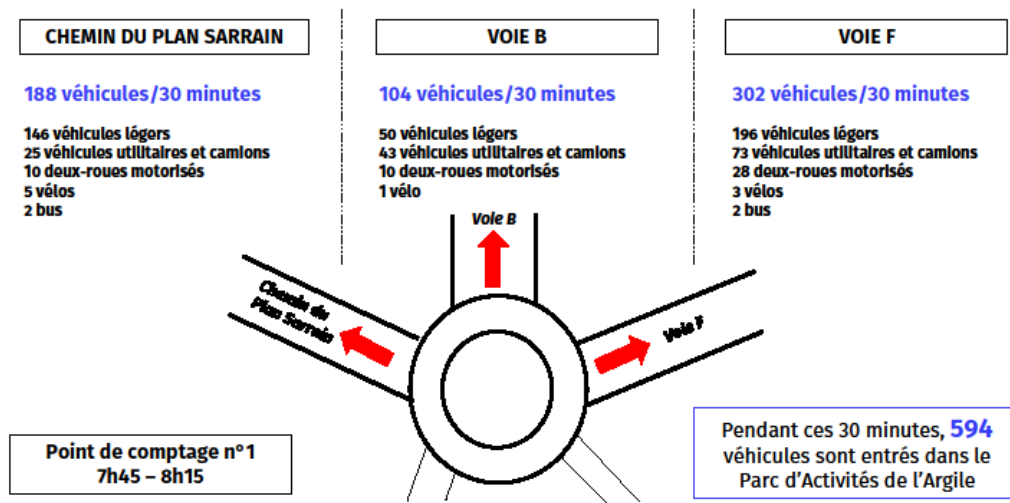 CHEMIN DU PLAN SARRAIN
188 véhicules/30 minutes
146 véhicules légers
25 véhicules utilitaires et camions
10 deux-roues motorisés
5 vélos
2 bus
VOIE B
104 véhicules/30 minutes
50 véhicules légers
43 véhicules utilitaires et camions
10 deux-roues motorisés
1 vélo
VOIE F
302 véhicules/30 minutes
196 véhicules légers
73 véhicules utilitaires et camions
28 deux-roues motorisés
3 vélos
2 bus
Voie B
Chemin du
Plan Sarrain
Voie F
Point de comptage n°1
7h45 – 8h15
Pendant ces 30 minutes, 594
véhicules sont entrés dans le
Parc d'Activités de l'Argile